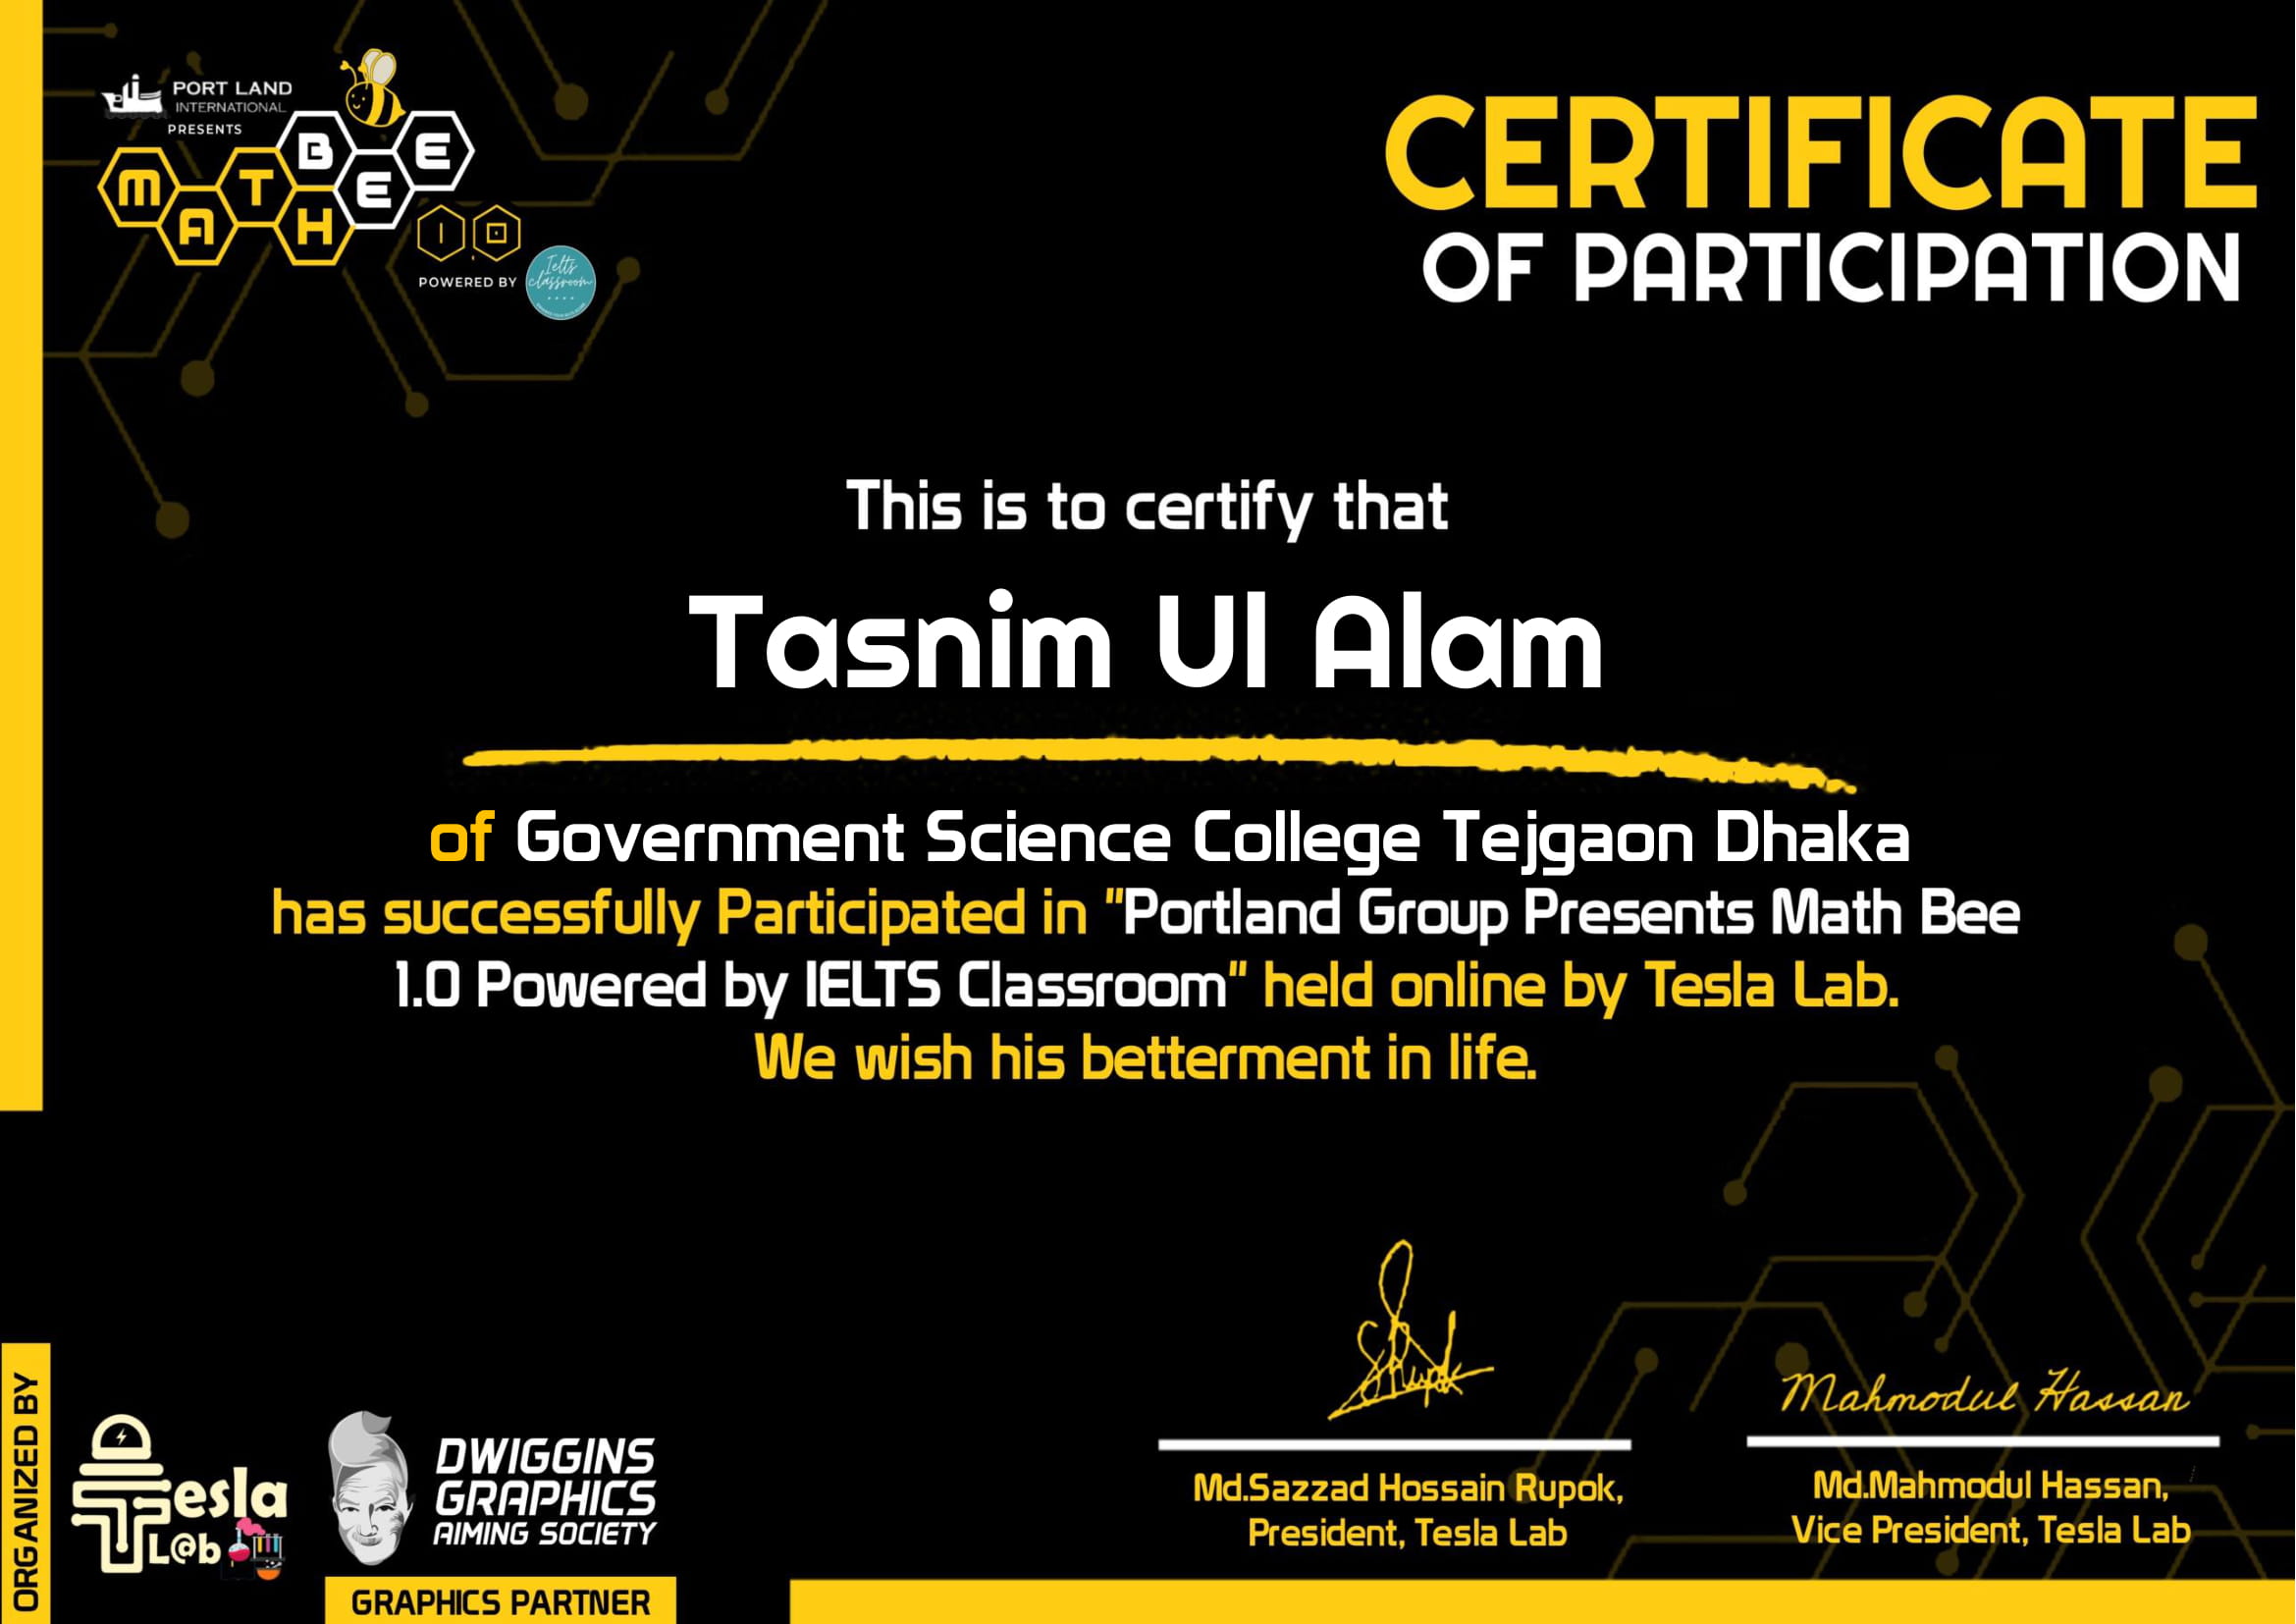 PORT LAND
INTERNATIONAL
PRESENTS
MATH BEE
1.0
POWERED BY
Ielts
classroom
CERTIFICATE
OF PARTICIPATION
This is to certify that
Tasnim Ul Alam
of Government Science College Tejgaon Dhaka
has successfully Participated in "Portland Group Presents Math Bee
1.0 Powered by IELTS Classroom" held online by Tesla Lab.
We wish his betterment in life.
ORGANIZED BY
Tesla
L@b
DWIGGINS
GRAPHICS
AIMING SOCIETY
GRAPHICS PARTNER
Md.Sazzad Hossain Rupok,
President, Tesla Lab
Mahmodul Hassan
Md.Mahmodul Hassan,
Vice President, Tesla Lab